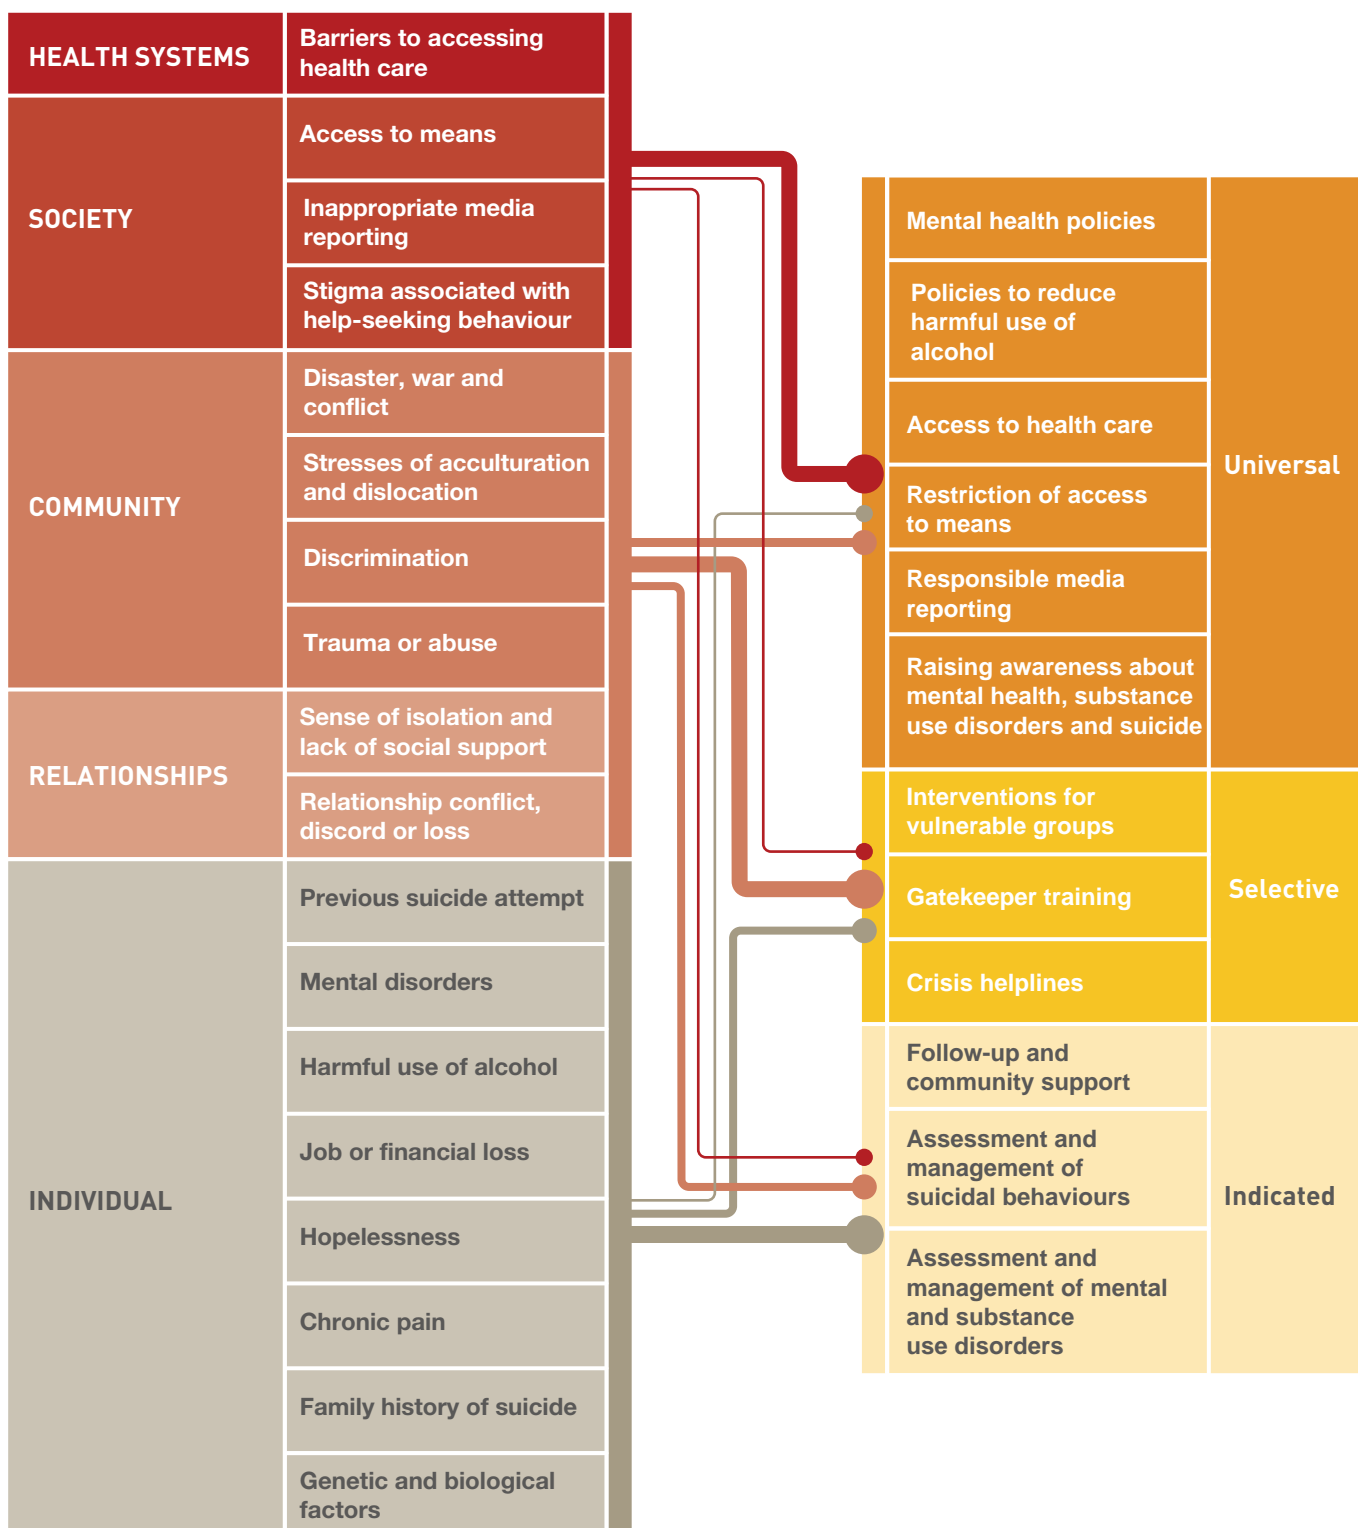 HEALTH SYSTEMS
Barriers to accessing
health care
SOCIETY
Access to means
Inappropriate media
reporting
Stigma associated with
help-seeking behaviour
COMMUNITY
Disaster, war and
conflict
Stresses of acculturation
and dislocation
Discrimination
Trauma or abuse
RELATIONSHIPS
Sense of isolation and
lack of social support
Relationship conflict,
discord or loss
INDIVIDUAL
Previous suicide attempt
Mental disorders
Harmful use of alcohol
Job or financial loss
Hopelessness
Chronic pain
Family history of suicide
Genetic and biological
factors
Mental health policies
Policies to reduce
harmful use of
alcohol
Access to health care
Restriction of access
to means
Responsible media
reporting
Raising awareness about
mental health, substance
use disorders and suicide
Universal
Interventions for
vulnerable groups
Gatekeeper training
Crisis helplines
Selective
Follow-up and
community support
Assessment and
management of
suicidal behaviours
Assessment and
management of mental
and substance
use disorders
Indicated